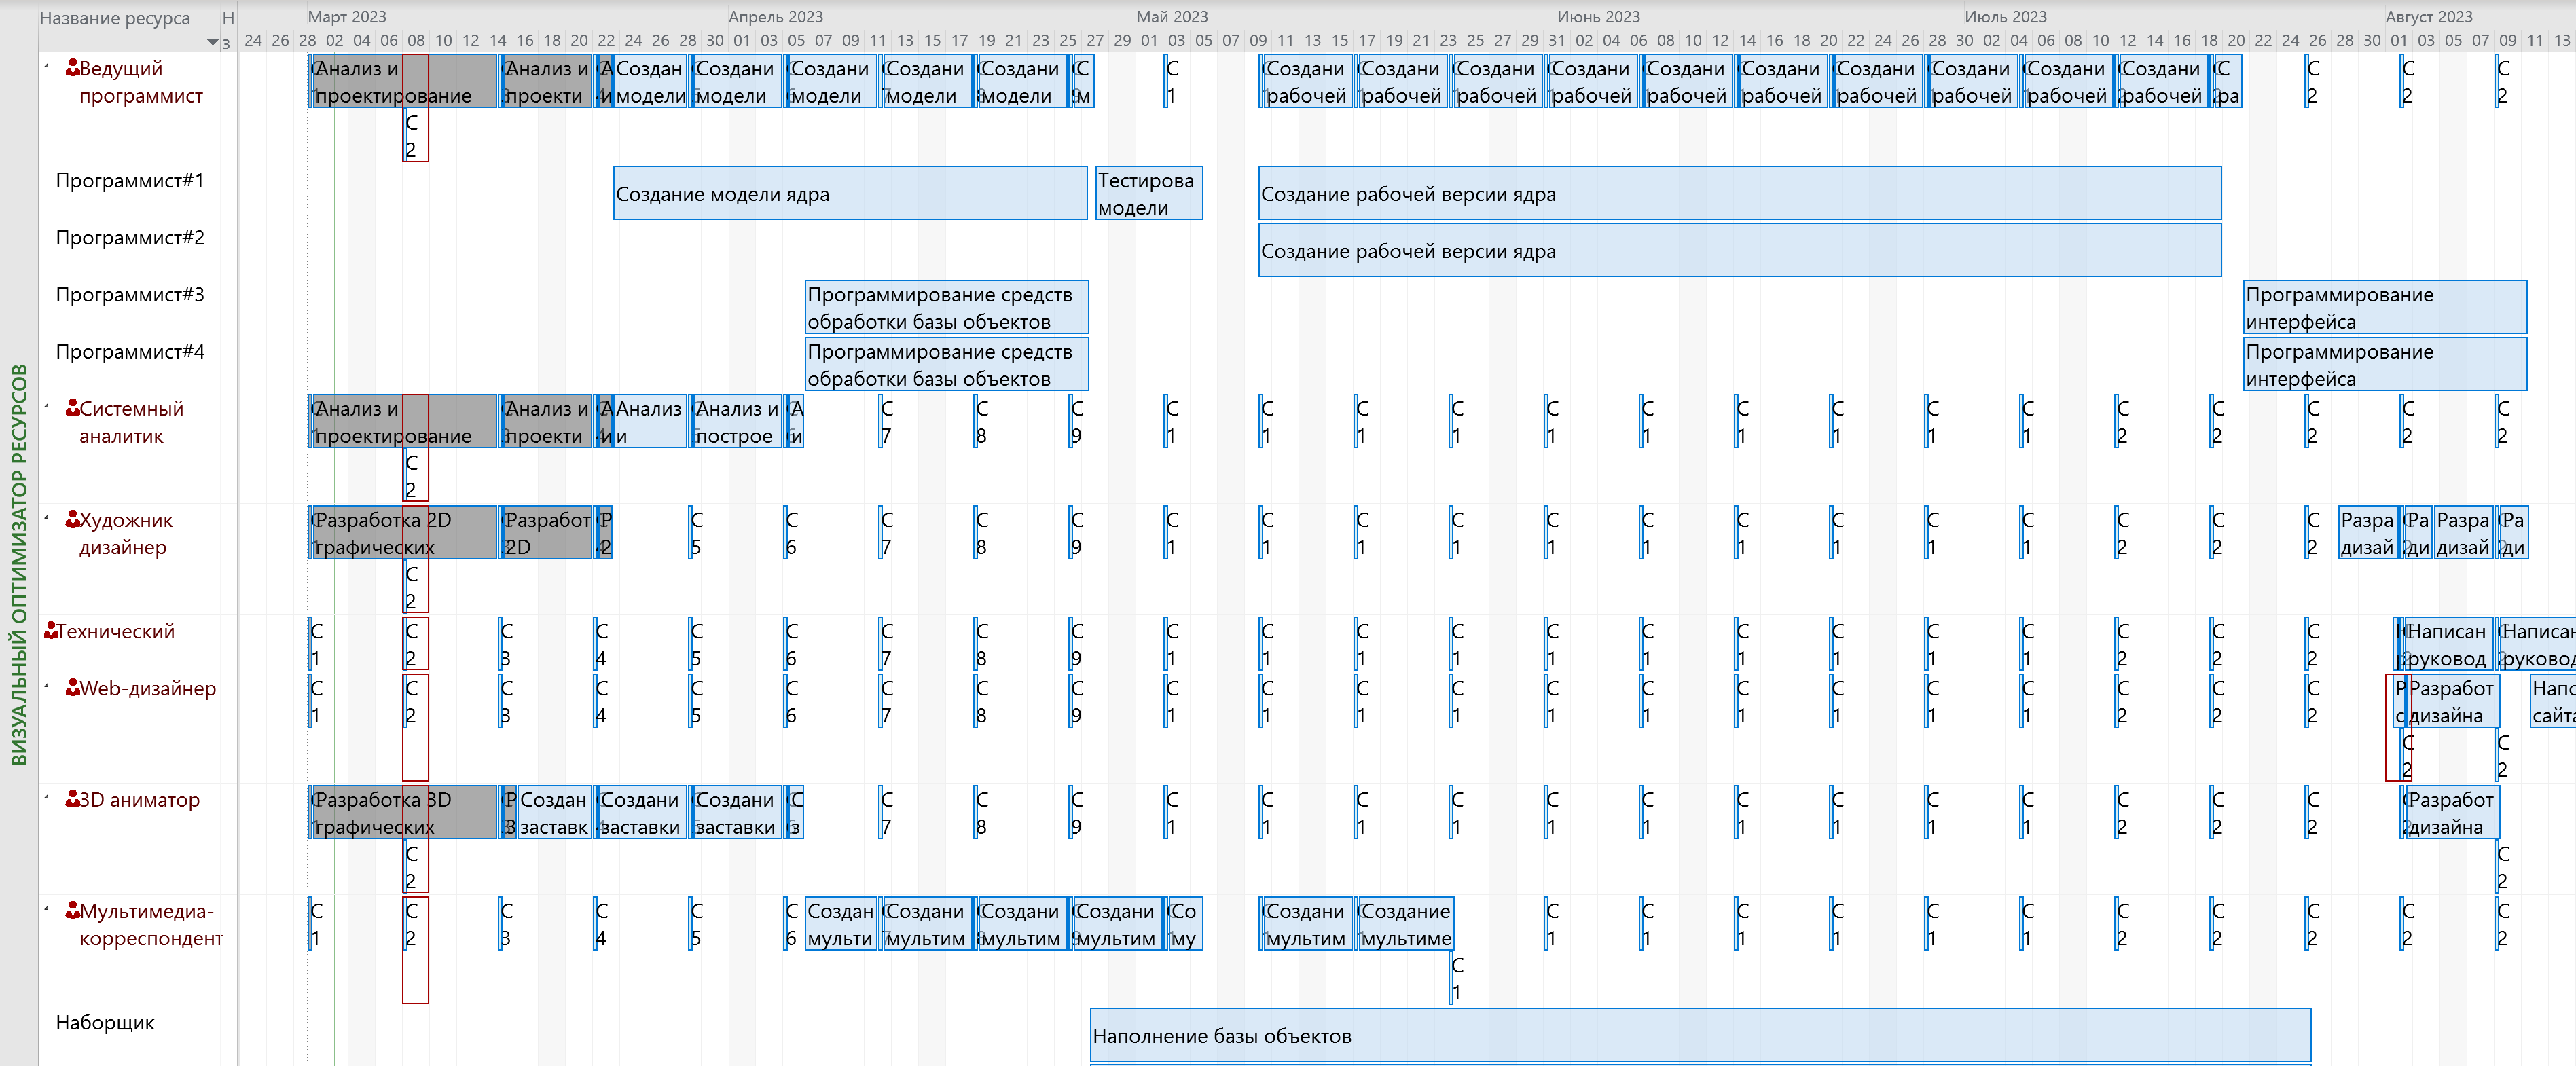 Название ресурса Н
з
Март 2023 Апрель 2023 Май 2023 Июнь 2023 Июль 2023 Август 2023
24 26 28 02 04 06 08 10 12 14 16 18 20 22 24 26 28 30 01 03 05 07 09 11 13 15 17 19 21 23 25 27 29 01 03 05 07 09 11 13 15 17 19 21 23 25 27 29 31 02 04 06 08 10 12 14 16 18 20 22 24 26 28 30 02 04 06 08 10 12 14 16 18 20 22 24 26 28 30 01 03 05 07 09 11 13
ВИЗУАЛЬНЫЙ ОПТИМИЗАТОР РЕСУРСОВ
Ведущий Анализ и Анализ и А Создан Создани Создани Создани Создани С С Создани Создани Создани Создани Создани Создани Создани Создани Создани Создани С С С С
программист проектирование проекти и модели модели модели модели модели м 1 рабочей рабочей рабочей рабочей рабочей рабочей рабочей рабочей рабочей рабочей ра 2 2 2
С
2
Программист#1 Создание модели ядра Тестирова Создание рабочей версии ядра
модели
Программист#2 Создание рабочей версии ядра
Программист#3 Программирование средств Программирование
обработки базы объектов интерфейса
Программист#4 Программирование средств Программирование
обработки базы объектов интерфейса
Системный Анализ и Анализ и А Анализ Анализ и А С С С С С С С С С С С С С С С С С С
аналитик проектирование проекти и и построе и 7 8 9 1 1 1 1 1 1 1 1 1 1 2 2 2 2 2
С
2
Художник- Разработка 2D Разработ Р С С С С С С С С С С С С С С С С С С Разра Ра Разра Ра
дизайнер графических 2D 2 5 6 7 8 9 1 1 1 1 1 1 1 1 1 1 2 2 2 дизай ди дизай ди
С
2
Технический С С С С С С С С С С С С С С С С С С С С С С Написан Написан
1 2 3 4 5 6 7 8 9 1 1 1 1 1 1 1 1 1 1 2 2 2 р руковод руковод
Web-дизайнер С С С С С С С С С С С С С С С С С С С С С С Р Разработ Напо
1 2 3 4 5 6 7 8 9 1 1 1 1 1 1 1 1 1 1 2 2 2 с дизайна сайта
С С
2 2
3D аниматор Разработка 3D Р Создан Создани Создани С С С С С С С С С С С С С С С С С С Разработ
графических 3 заставк заставки заставки з 7 8 9 1 1 1 1 1 1 1 1 1 1 2 2 2 2 дизайна
С С
2 2
Мультимедиа- С С С С С С Создан Создани Создани Создани Со Создани Создание С С С С С С С С С С С
корреспондент 1 2 3 4 5 6 мульти мультим мультим мультим му мультим мультиме 1 1 1 1 1 1 2 2 2 2 2
С
1
Наборщик Наполнение базы объектов